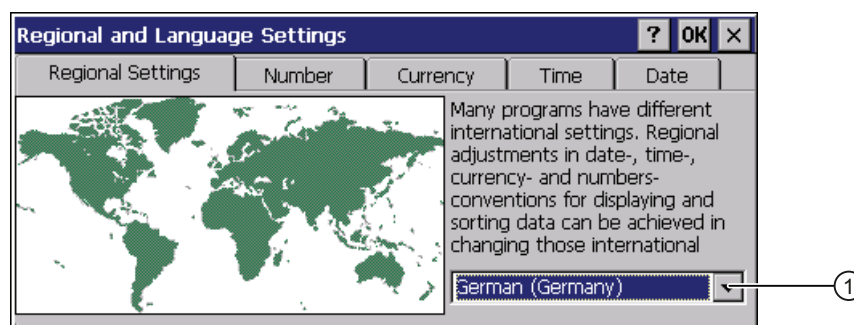 Regional and Language Settings ? OK ×
Regional Settings Number Currency Time Date
Many programs have different
international settings. Regional
adjustments in date-, time-,
currency- and numbers-
conventions for displaying and
sorting data can be achieved in
changing those international
German (Germany)
1